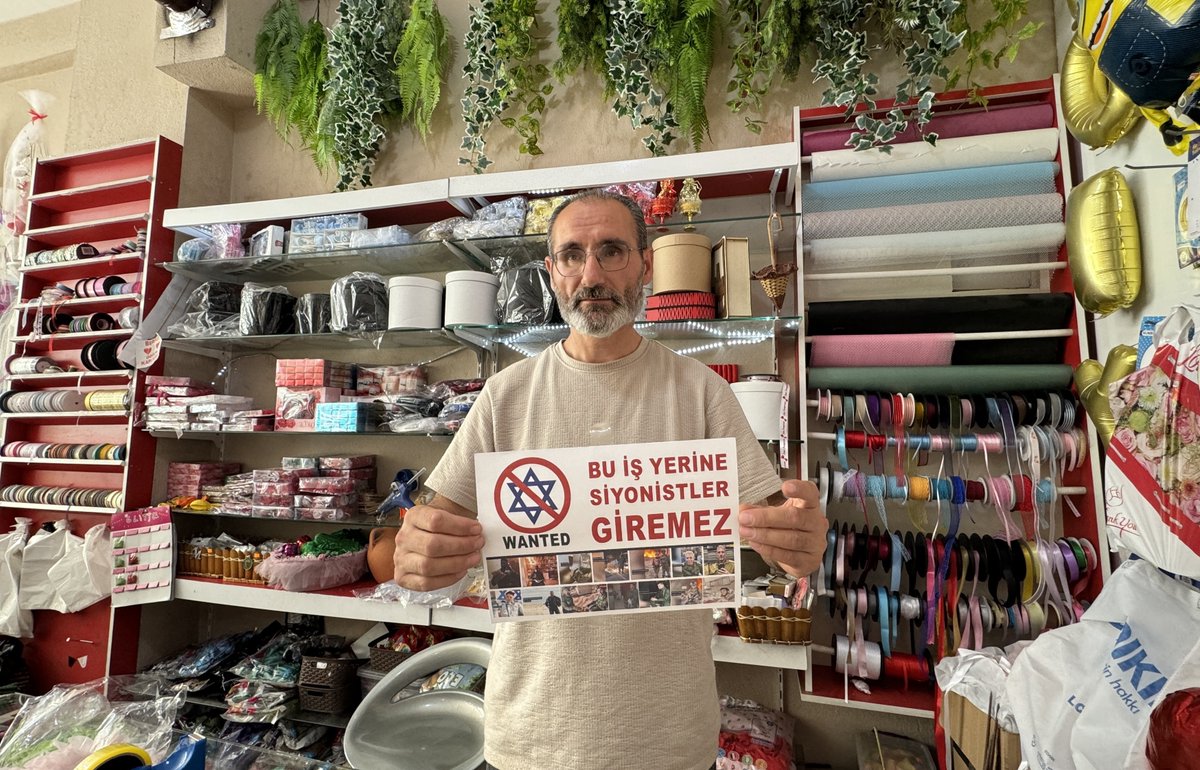 BU İŞ YERİNE
SİYONİSTLER
GİREMEZ
WANTED